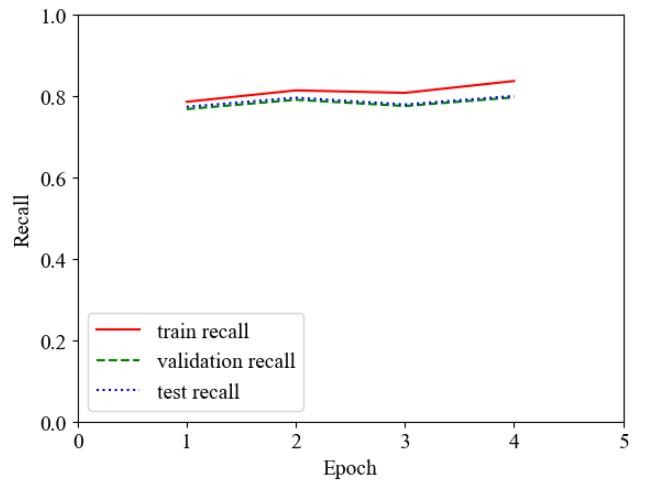 1.0
0.8
0.6
0.4
0.2
0.0
Recall
train recall
validation recall
test recall
0 1 2 3 4 5
Epoch